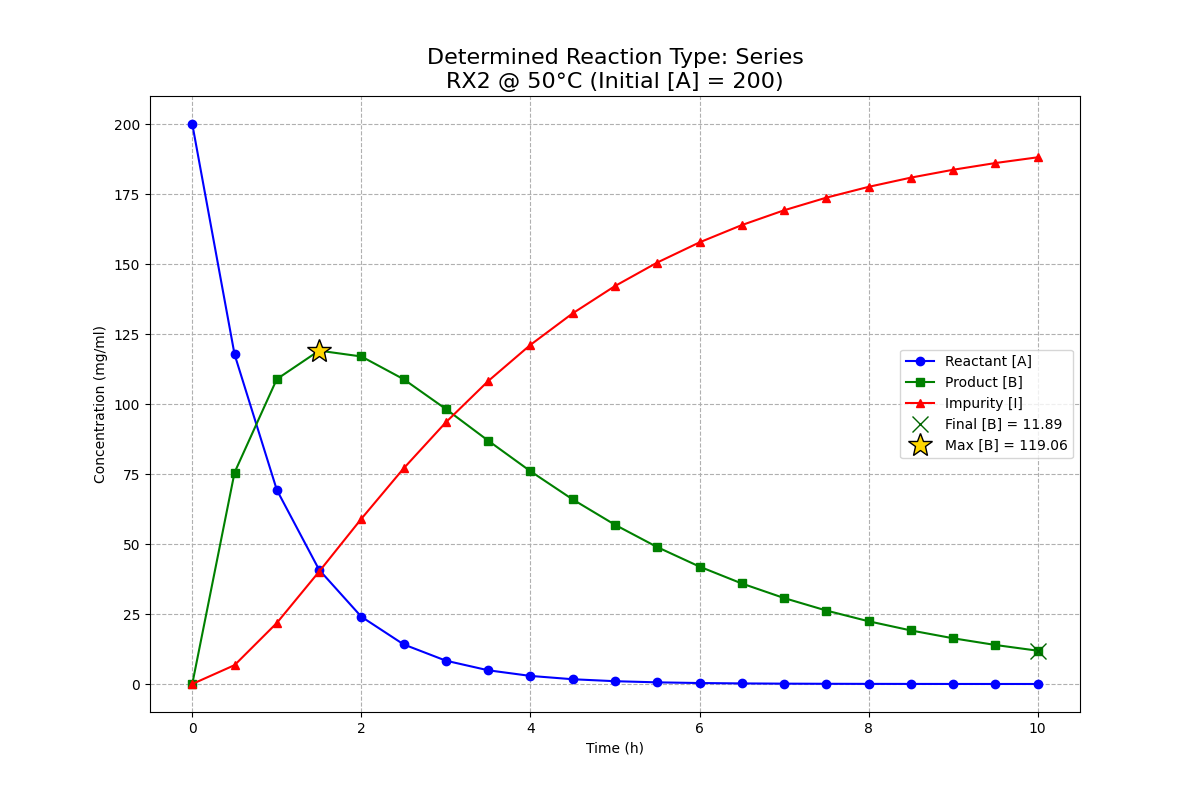 Determined Reaction Type: Series
RX2 @ 50°C (Initial [A] = 200)
200
175
150
125
100
75
50
25
0
Concentration (mg/ml)
Reactant [A]
Product [B]
Impurity [I]
Final [B] = 11.89
Max [B] = 119.06
0
2
4
6
8
10
Time (h)